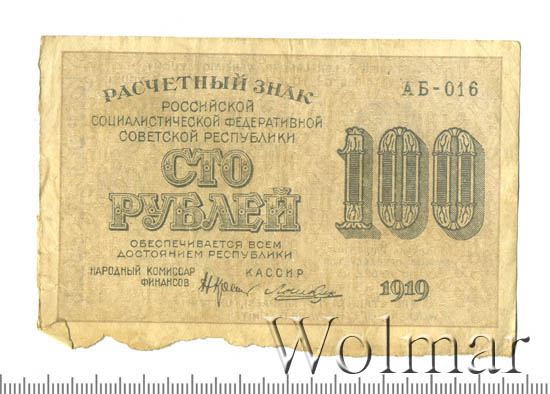 РАСЧЕТНЫЙ ЗНАК
АБ-016
РОССИЙСКОЙ
СОЦИАЛИСТИЧЕСКОЙ ФЕДЕРАТИВНОЙ
СОВЕТСКОЙ РЕСПУБЛИКИ
СТО
РУБЛЕЙ
100
ОБЕСПЕЧИВАЕТСЯ ВСЕМ
ДОСТОЯНИЕМ РЕСПУБЛИКИ
НАРОДНЫЙ КОМИССАР
ФИНАНСОВ
КАССИР
1919
Wolmar